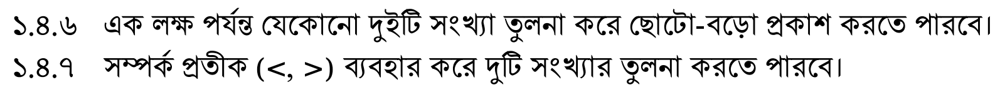 ১.৪.৬ এক লক্ষ পর্যন্ত যেকোনো দুইটি সংখ্যা তুলনা করে ছোটো-বড়ো প্রকাশ করতে পারবে।
১.৪.৭ সম্পর্ক প্রতীক (<, >) ব্যবহার করে দুটি সংখ্যার তুলনা করতে পারবে।